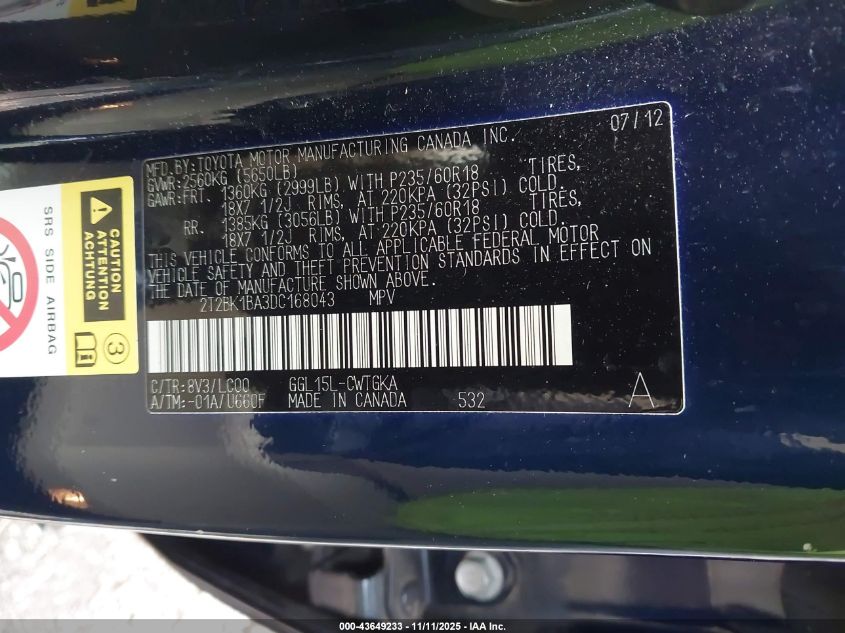 MFD.BY:TOYOTA MOTOR MANUFACTURING CANADA INC. 07/12
GVWR:2560KG (5650LB)
GAWR:FRT. 1360KG (2999LB) WITH P235/60R18 TIRES,
18X7 1/2J RIMS, AT 220KPA (32PSI) COLD
RR. 1385KG (3056LB) WITH P235/60R18 TIRES,
18X7 1/2J RIMS, AT 220KPA (32PSI) COLD.
THIS VEHICLE CONFORMS TO ALL APPLICABLE FEDERAL MOTOR
VEHICLE SAFETY AND THEFT PREVENTION STANDARDS IN EFFECT ON
THE DATE OF MANUFACTURE SHOWN ABOVE.
2T2BK1BA3DC168043 MPV
C/TR:8V3/LC00 GGL15L-CWTGKA
A/TM:-01A/U660F MADE IN CANADA 532 A
CAUTION
ATTENTION
ACHTUNG
3
SRS SIDE AIRBAG
000-43649233 - 11/11/2025 - IAA Inc.